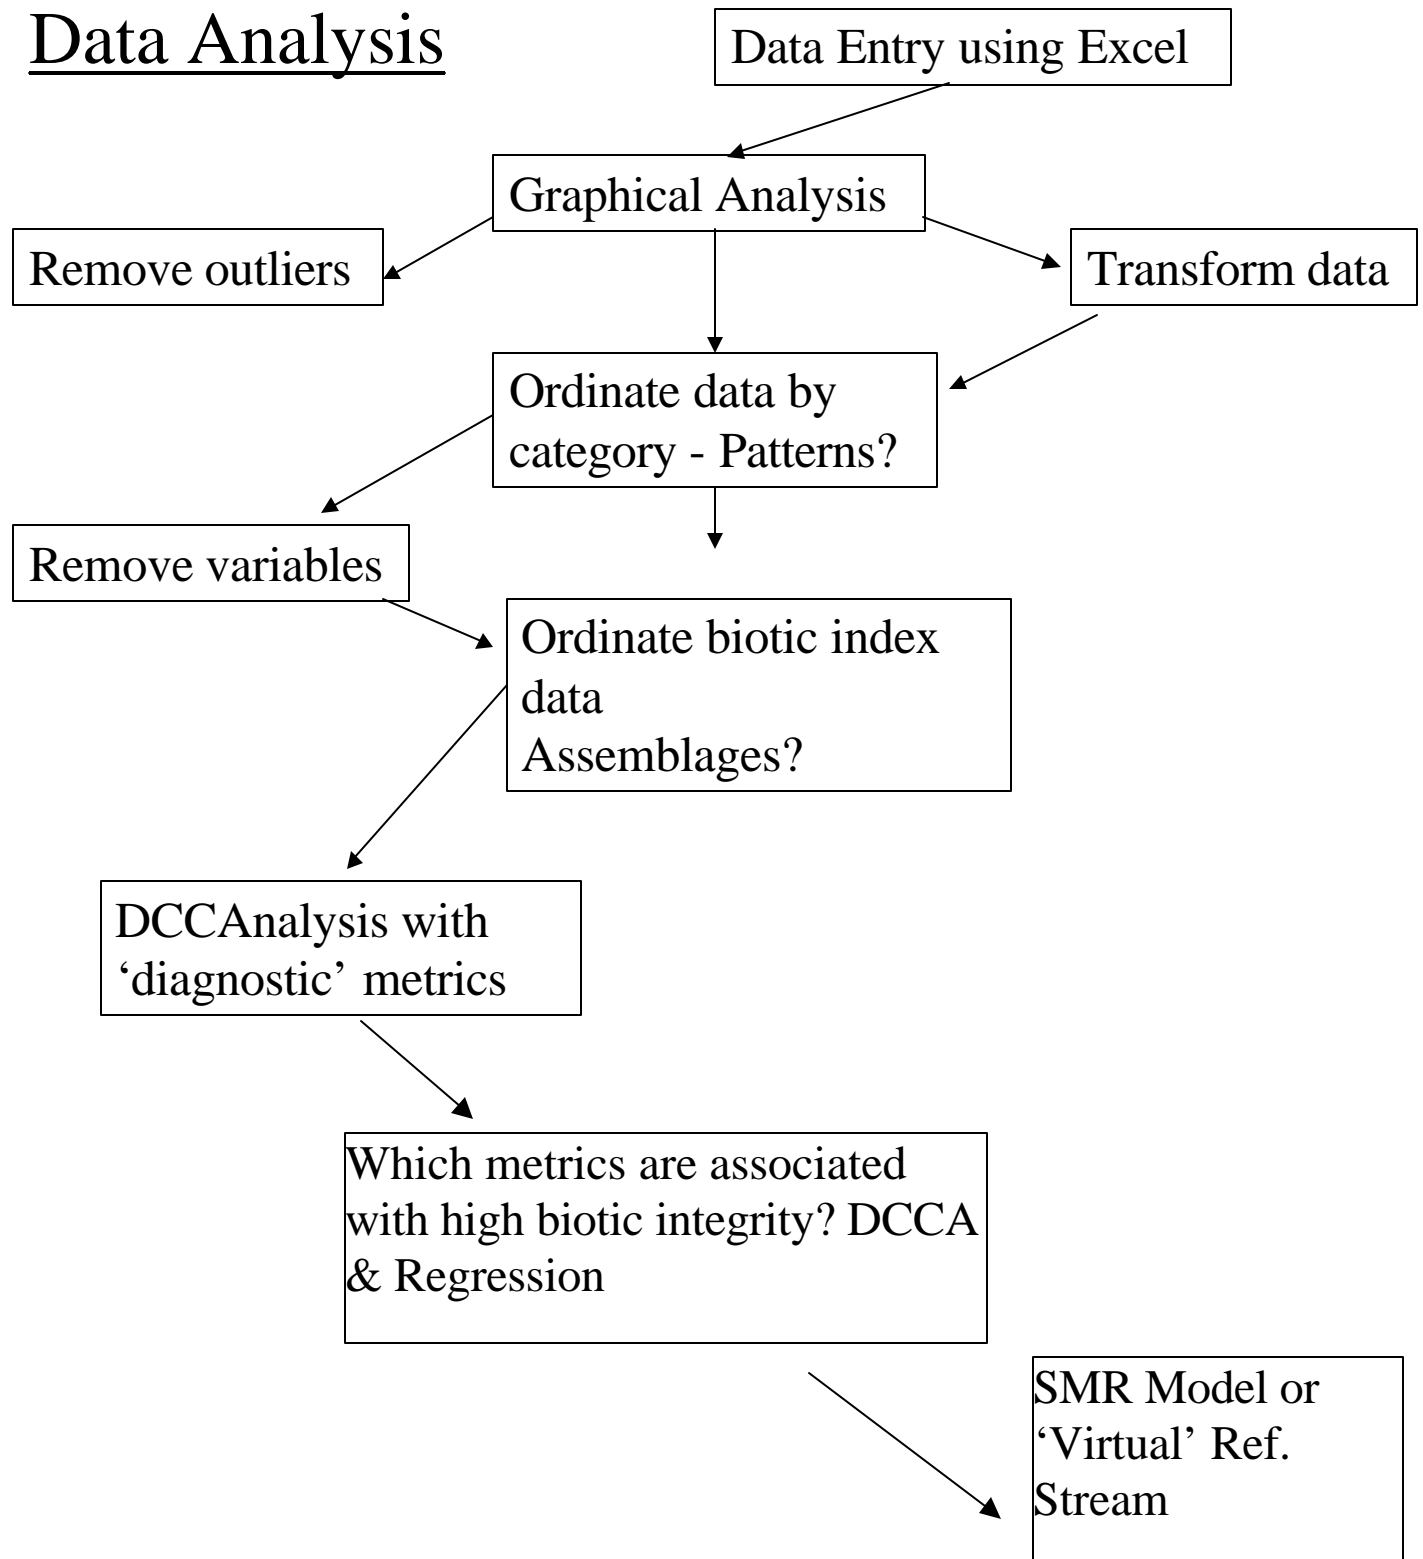 Data Analysis
Data Entry using Excel
Graphical Analysis
Remove outliers
Transform data
Ordinate data by
category - Patterns?
Remove variables
Ordinate biotic index
data
Assemblages?
DCCAnalysis with
‘diagnostic’ metrics
Which metrics are associated
with high biotic integrity? DCCA
& Regression
SMR Model or
‘Virtual’ Ref.
Stream